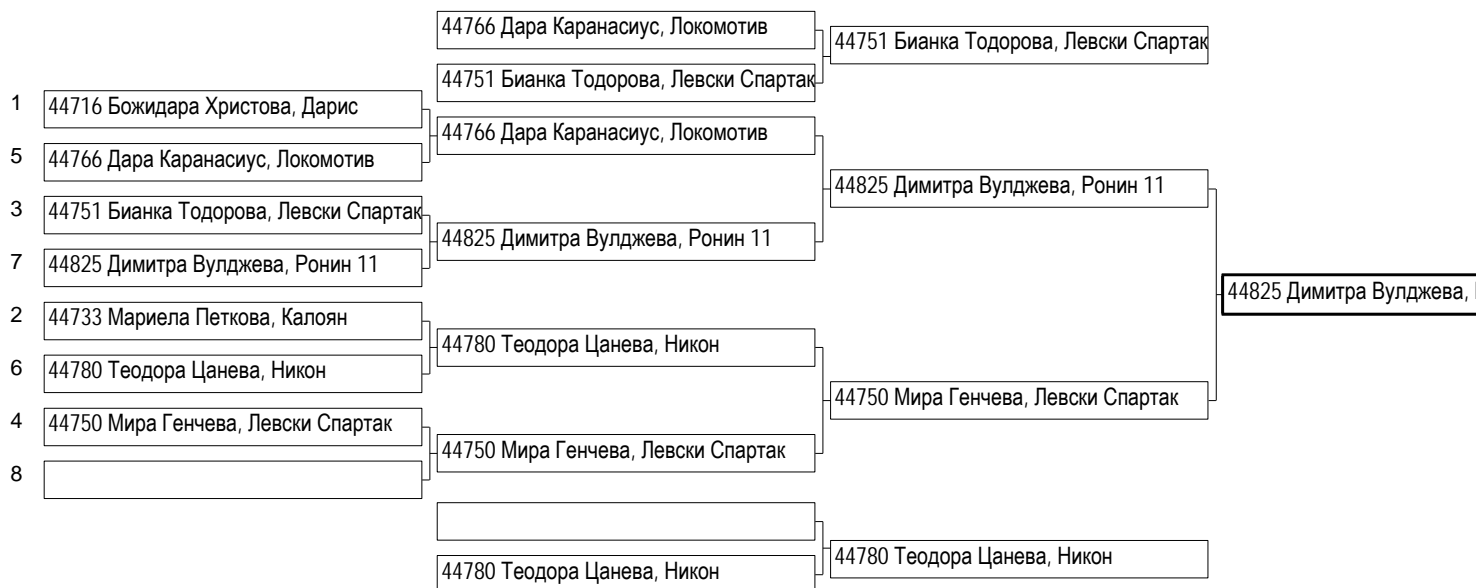 44766 Дара Каранасиус, Локомотив
44751 Бианка Тодорова, Левски Спартак
44751 Бианка Тодорова, Левски Спартак
1 44716 Божидара Христова, Дарис
44766 Дара Каранасиус, Локомотив
5 44766 Дара Каранасиус, Локомотив
44825 Димитра Вулджева, Ронин 11
3 44751 Бианка Тодорова, Левски Спартак
44825 Димитра Вулджева, Ронин 11
7 44825 Димитра Вулджева, Ронин 11
44825 Димитра Вулджева,
2 44733 Мариела Петкова, Калоян
44780 Теодора Цанева, Никон
6 44780 Теодора Цанева, Никон
44750 Мира Генчева, Левски Спартак
4 44750 Мира Генчева, Левски Спартак
44750 Мира Генчева, Левски Спартак
8
44780 Теодора Цанева, Никон
44780 Теодора Цанева, Никон